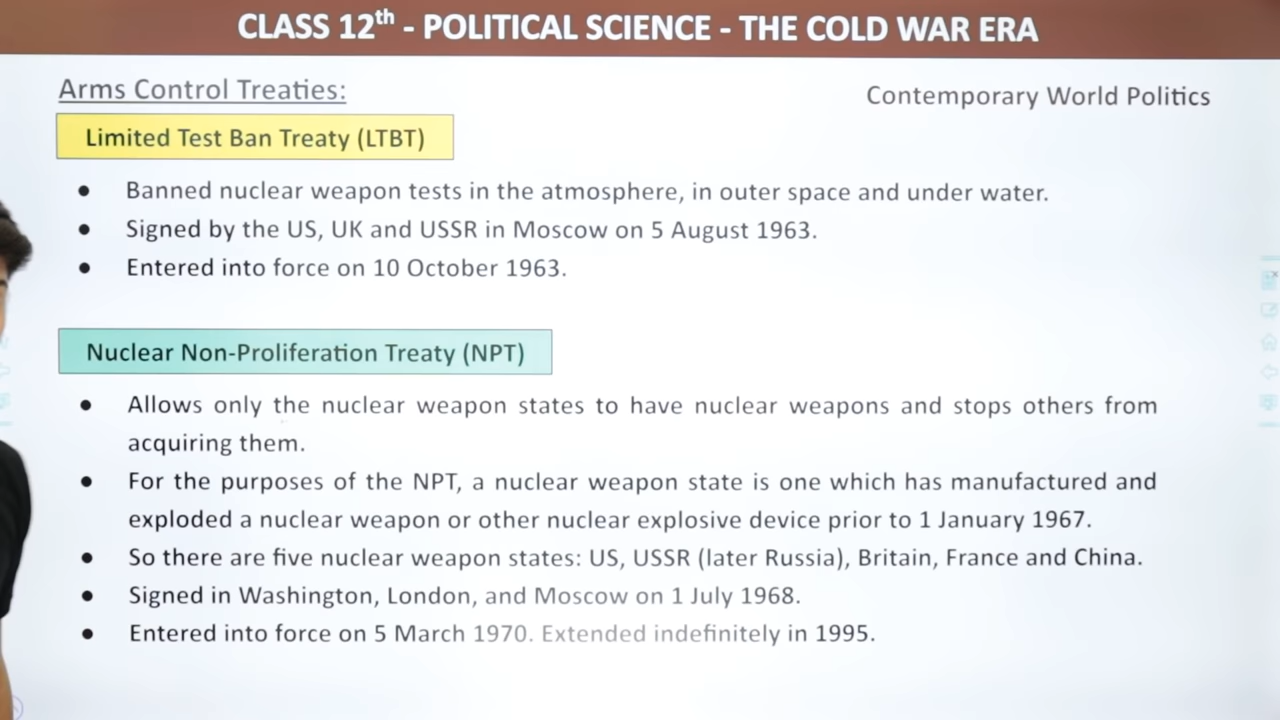 CLASS 12th - POLITICAL SCIENCE - THE COLD WAR ERA
Arms Control Treaties:
Contemporary World Politics
Limited Test Ban Treaty (LTBT)
● Banned nuclear weapon tests in the atmosphere, in outer space and under water.
● Signed by the US, UK and USSR in Moscow on 5 August 1963.
● Entered into force on 10 October 1963.
Nuclear Non-Proliferation Treaty (NPT)
● Allows only the nuclear weapon states to have nuclear weapons and stops others from
acquiring them.
● For the purposes of the NPT, a nuclear weapon state is one which has manufactured and
exploded a nuclear weapon or other nuclear explosive device prior to 1 January 1967.
● So there are five nuclear weapon states: US, USSR (later Russia), Britain, France and China.
● Signed in Washington, London, and Moscow on 1 July 1968.
● Entered into force on 5 March 1970. Extended indefinitely in 1995.